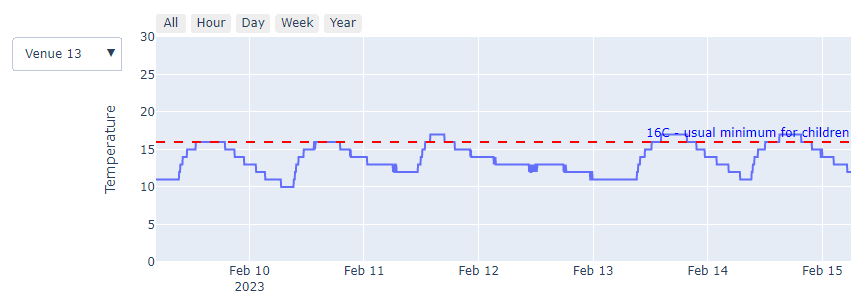 All Hour Day Week Year
Venue 13 ▼
Temperature
30
25
20
15
10
5
0
16C - usual minimum for children
Feb 10 Feb 11 Feb 12 Feb 13 Feb 14 Feb 15
2023